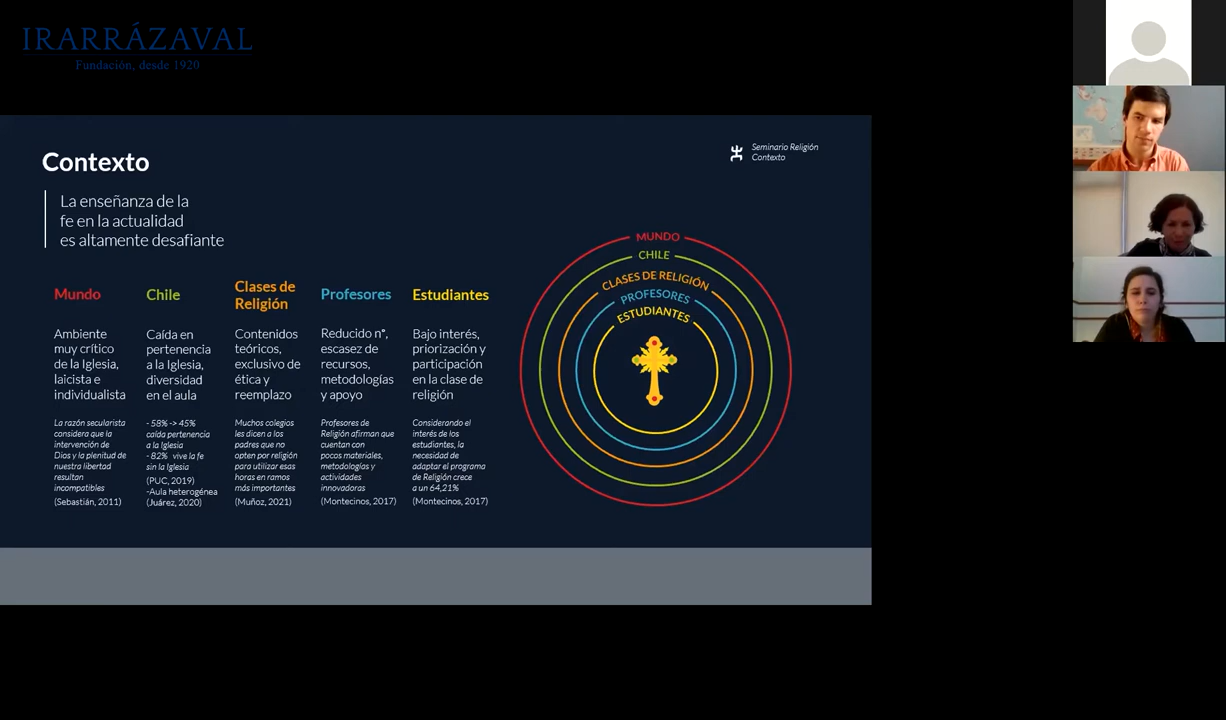 IRARRÁZAVAL
Fundación, desde 1920
Contexto
Seminario Religión
Contexto
La enseñanza de la
fe en la actualidad
es altamente desafiante
Mundo
Ambiente
muy crítico
de la Iglesia,
laicista e
individualista
La razón secularista
considera que la
intervención de
Dios y la plenitud de
nuestra libertad
resultan
incompatibles
(Sebastián, 2011)
Chile
Caída en
pertenencia
a la Iglesia,
diversidad
en el aula
- 58% -> 45%
caída pertenencia
a la Iglesia
- 82% vive la fe
sin la Iglesia
(PUC, 2019)
-Aula heterogénea
(Juárez, 2020)
Clases de
Religión
Contenidos
teóricos,
exclusivo de
ética y
reemplazo
Muchos colegios
les dicen a los
padres que no
opten por religión
para utilizar esas
horas en ramos
más importantes
(Muñoz, 2021)
Profesores
Reducido n°,
escasez de
recursos,
metodologías
y apoyo
Profesores de
Religión afirman que
cuentan con
pocos materiales,
metodologías y
actividades
innovadoras
(Montecinos, 2017)
Estudiantes
Bajo interés,
priorización y
participación
en la clase de
religión
Considerando el
interés de los
estudiantes, la
necesidad de
adaptar el programa
de Religión crece
a un 64,21%
(Montecinos, 2017)
MUNDO
CHILE
CLASES DE RELIGIÓN
PROFESORES
ESTUDIANTES